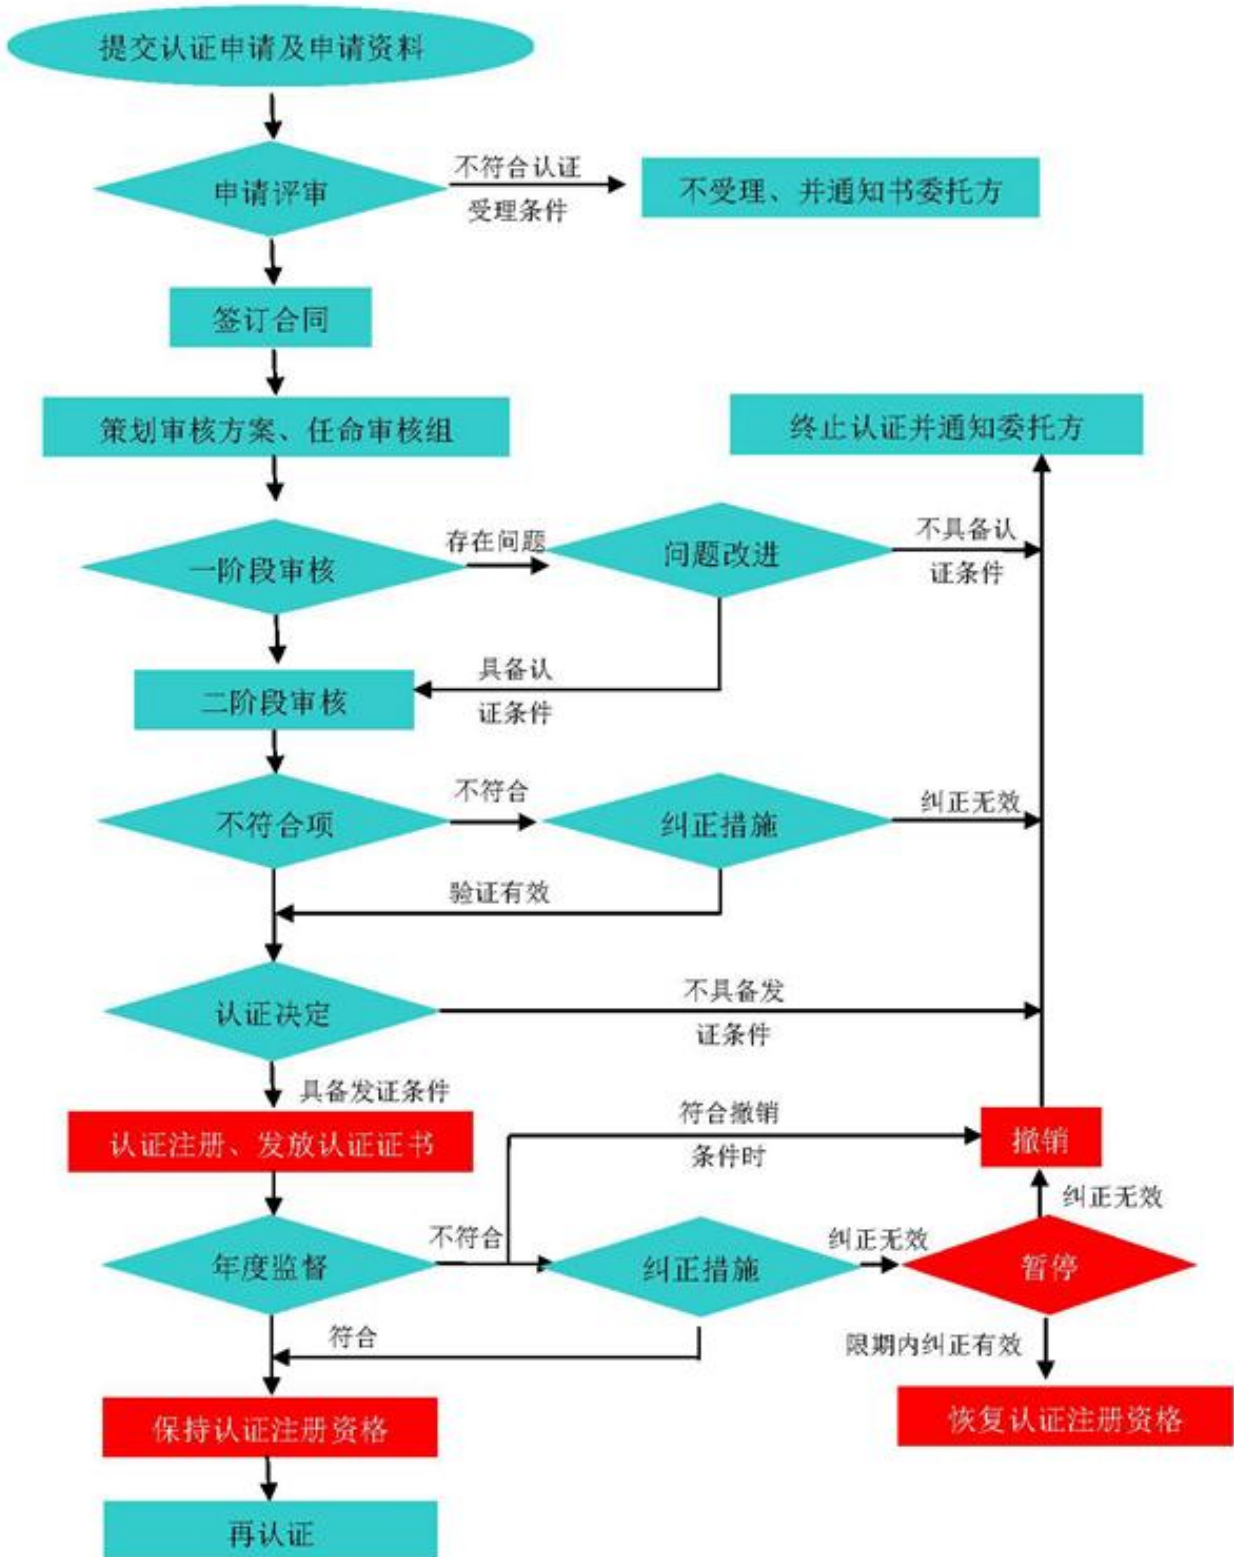 提交认证申请及申请资料
申请评审
不符合认证
受理条件
不受理、并通知书委托方
签订合同
策划审核方案、任命审核组
终止认证并通知委托方
一阶段审核
存在问题
问题改进
不具备认
证条件
具备认
证条件
二阶段审核
不符合项
不符合
纠正措施
纠正无效
验证有效
认证决定
不具备发
证条件
具备发证条件
认证注册、发放认证证书
符合撤销
条件时
撤销
纠正无效
年度监督
不符合
纠正措施
纠正无效
暂停
符合
限期内纠正有效
保持认证注册资格
恢复认证注册资格
再认证